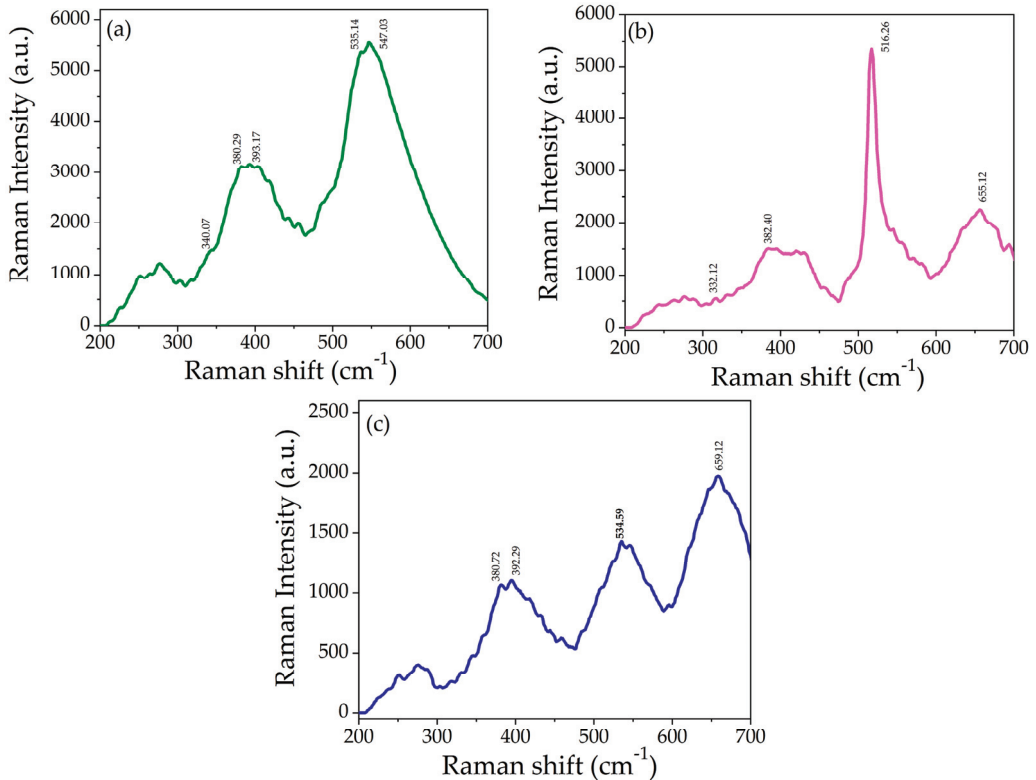 (a)
535.14
547.03
380.29
393.17
340.07
Raman Intensity (a.u.)
6000
5000
4000
3000
2000
1000
0
200 300 400 500 600 700
Raman shift (cm⁻¹)
(b)
516.26
655.12
382.40
332.12
Raman Intensity (a.u.)
6000
5000
4000
3000
2000
1000
0
200 300 400 500 600 700
Raman shift (cm⁻¹)
(c)
659.12
534.59
380.72
392.29
Raman Intensity (a.u.)
2500
2000
1500
1000
500
0
200 300 400 500 600 700
Raman shift (cm⁻¹)